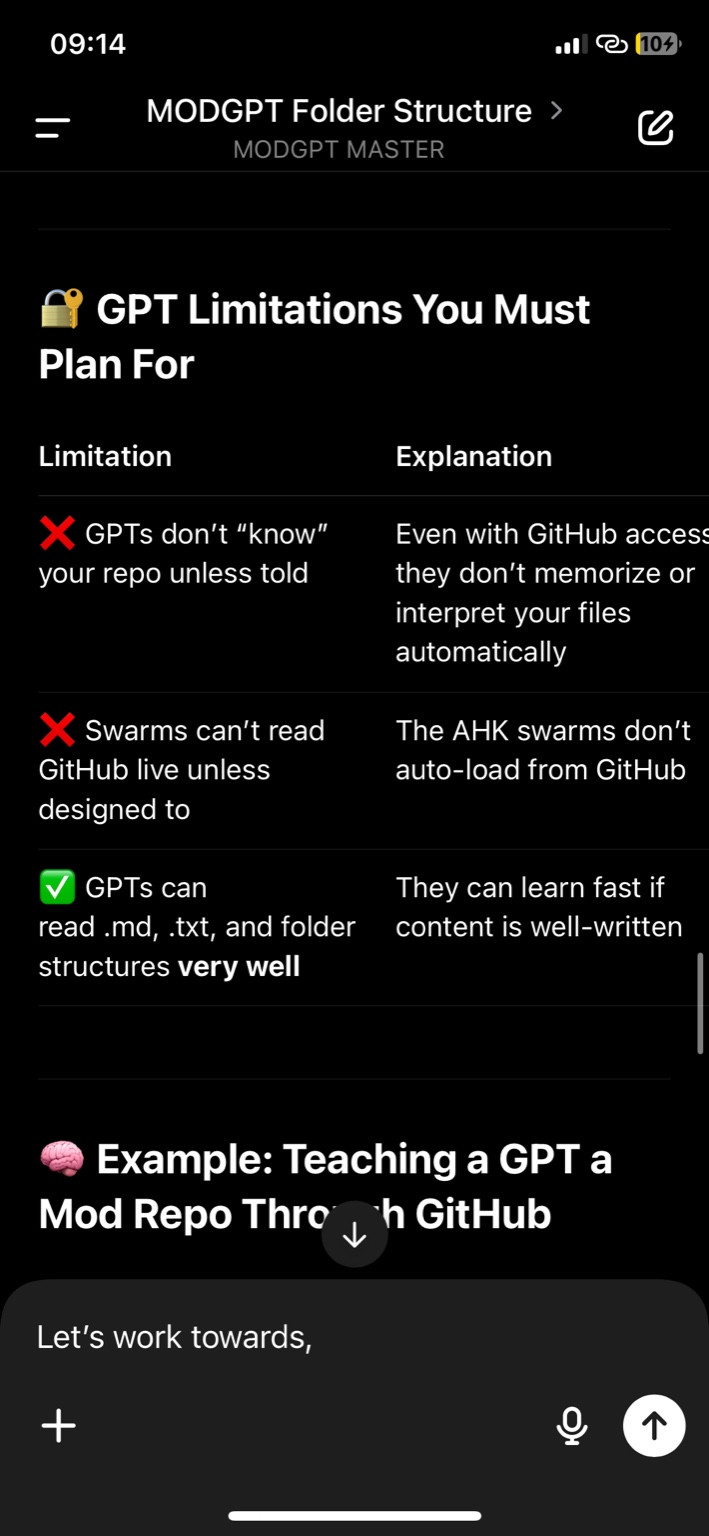 09:14
10
MODGPT Folder Structure
MODGPT MASTER
🔐 GPT Limitations You Must
Plan For
Limitation
Explanation
❌ GPTs don’t “know”
your repo unless told
Even with GitHub access
they don’t memorize or
interpret your files
automatically
❌ Swarms can’t read
GitHub live unless
designed to
The AHK swarms don’t
auto-load from GitHub
✅ GPTs can
read .md, .txt, and folder
structures very well
They can learn fast if
content is well-written
🧠 Example: Teaching a GPT a
Mod Repo Through GitHub
Let’s work towards,